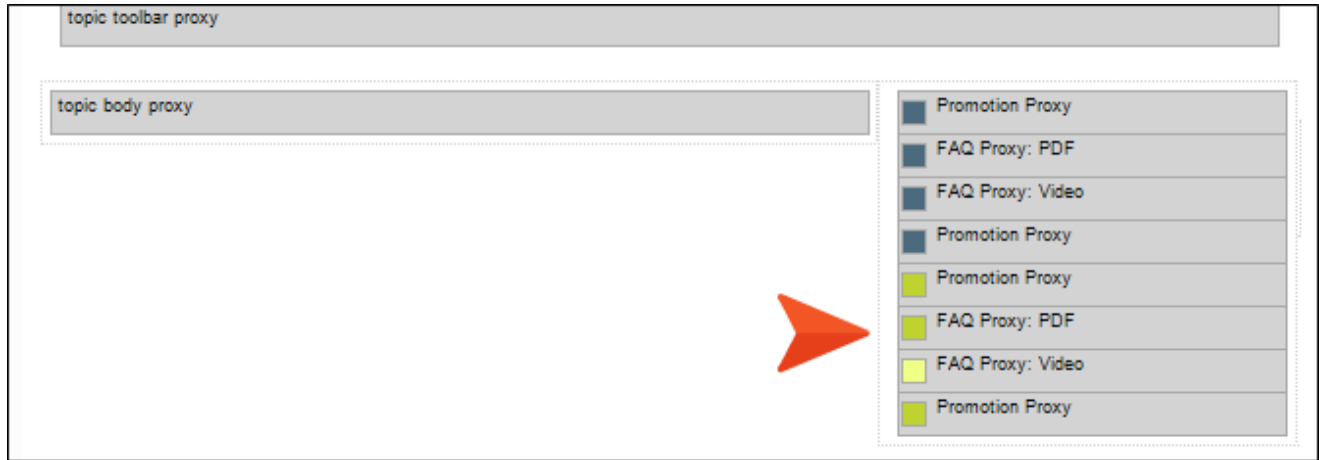 topic toolbar proxy
topic body proxy
Promotion Proxy
FAQ Proxy: PDF
FAQ Proxy: Video
Promotion Proxy
Promotion Proxy
FAQ Proxy: PDF
FAQ Proxy: Video
Promotion Proxy